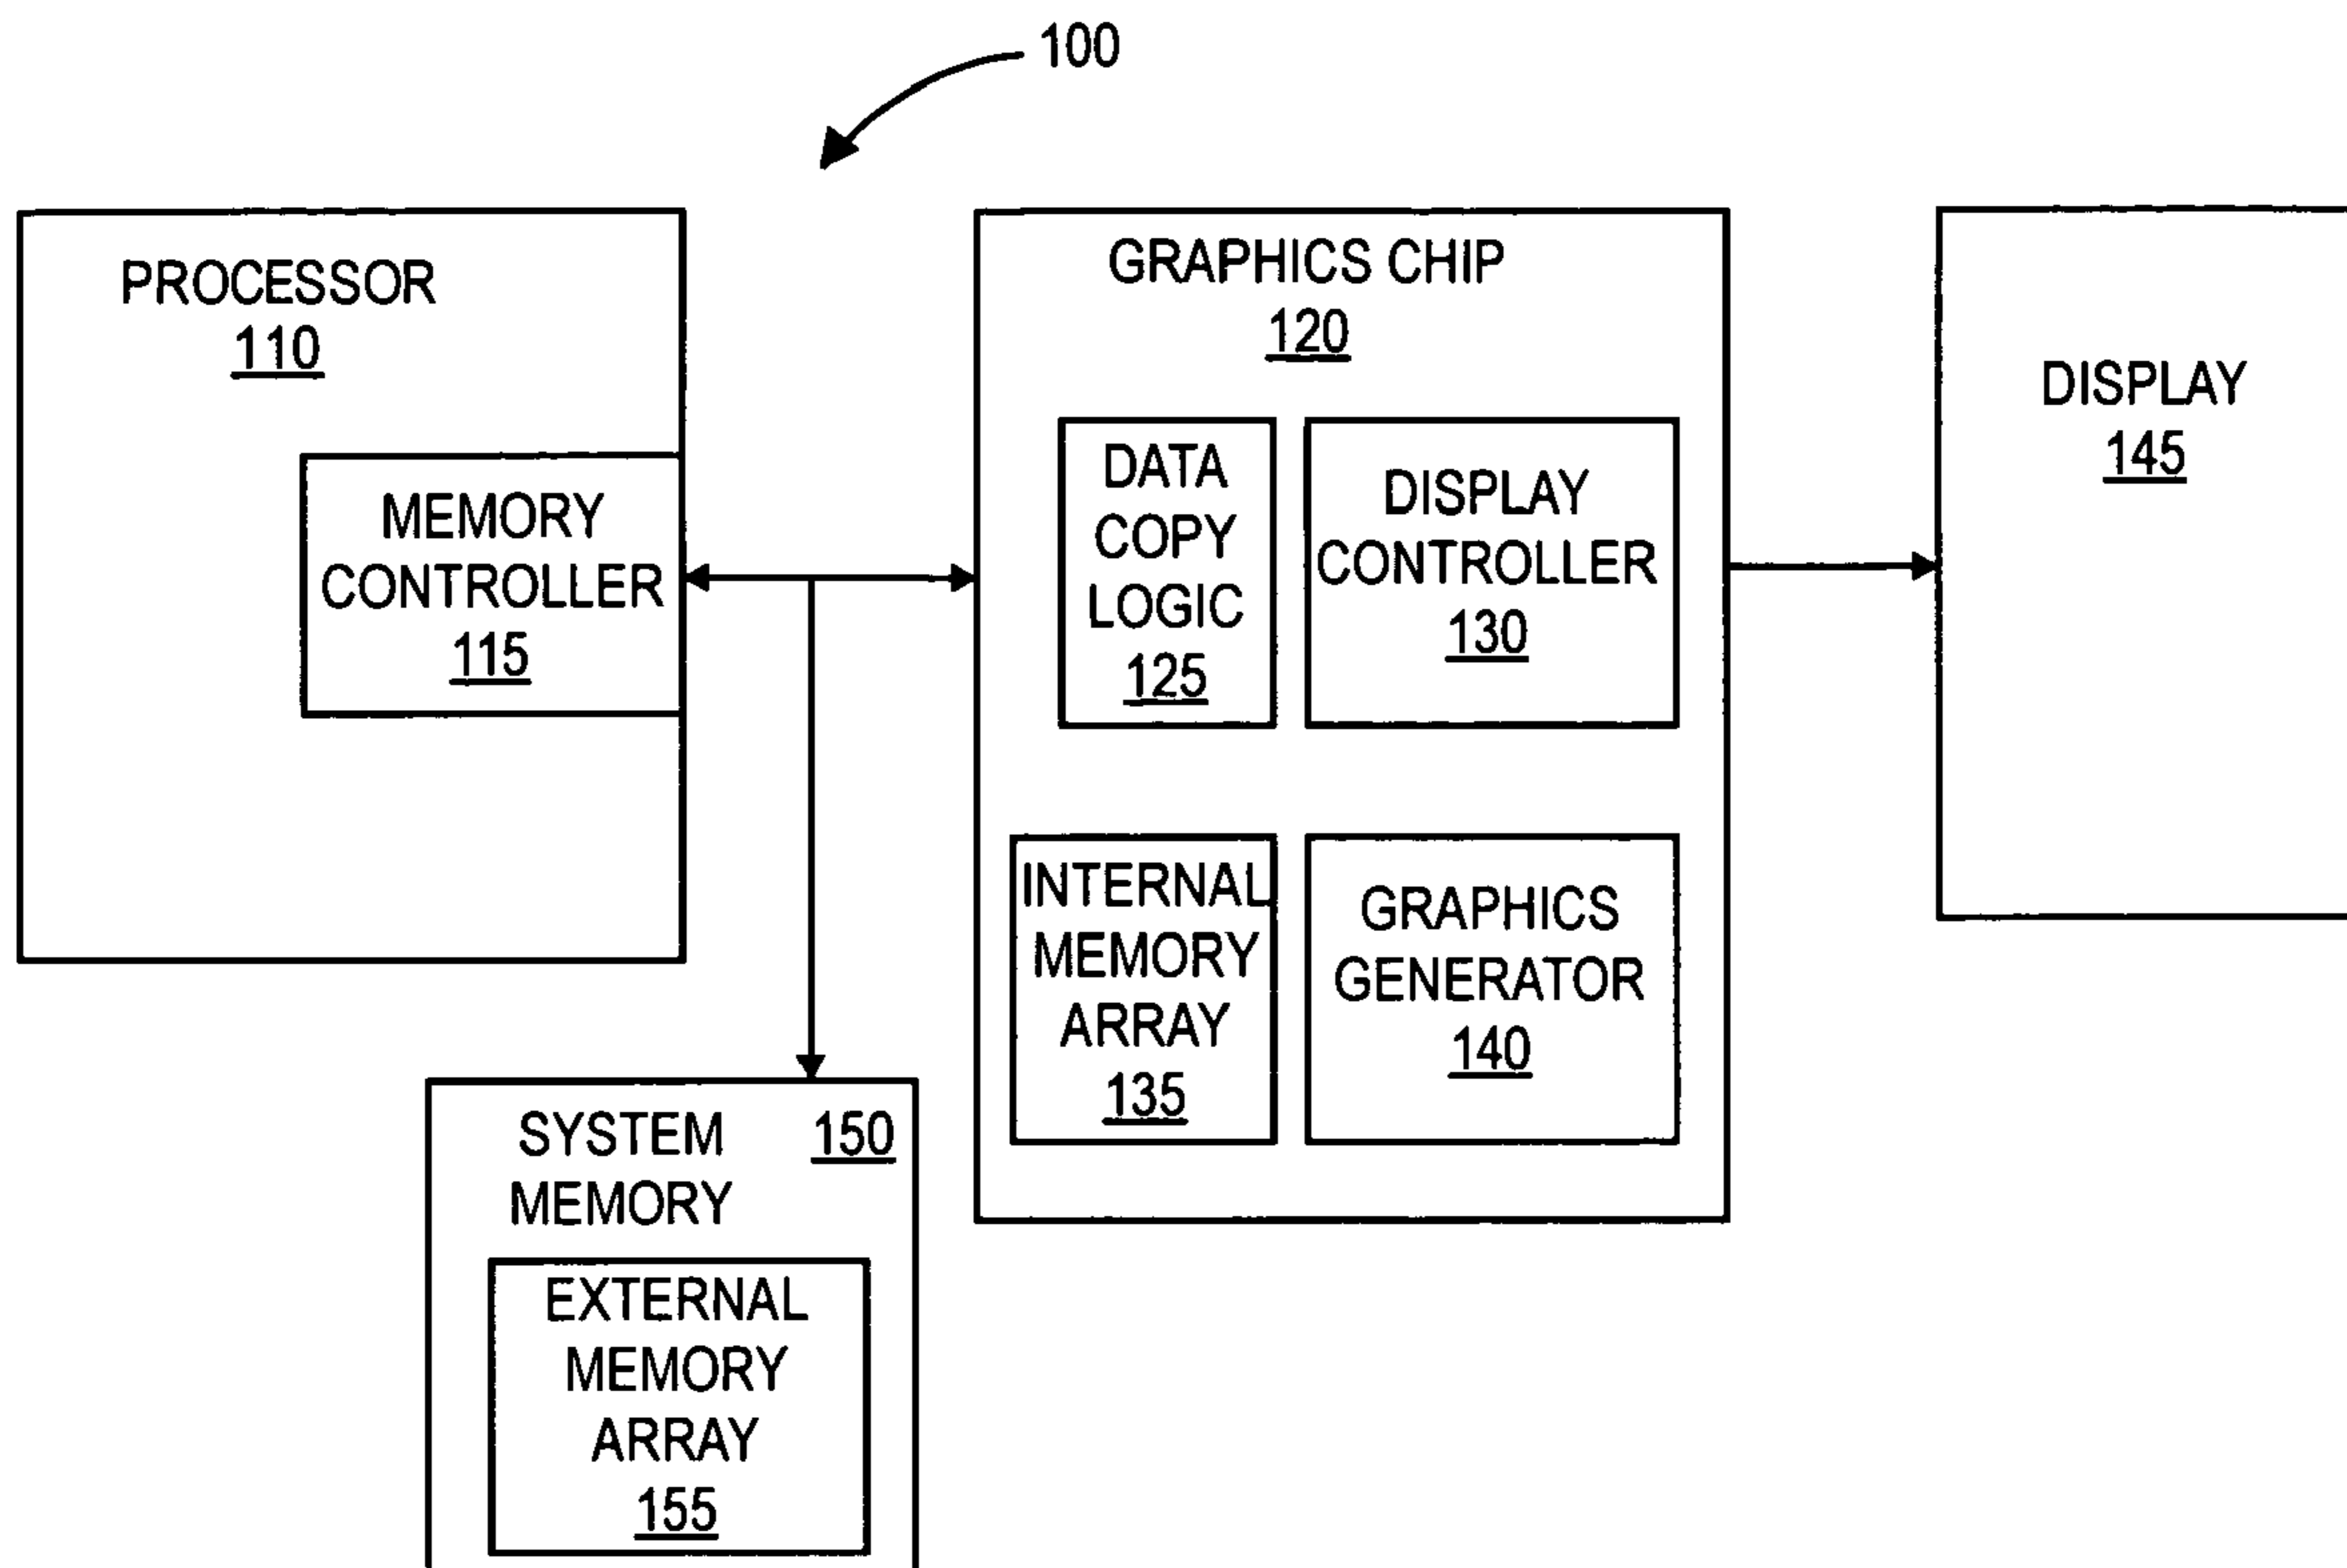 100
PROCESSOR
110
MEMORY
CONTROLLER
115
GRAPHICS CHIP
120
DATA
COPY
LOGIC
125
DISPLAY
CONTROLLER
130
INTERNAL
MEMORY
ARRAY
135
GRAPHICS
GENERATOR
140
DISPLAY
145
SYSTEM
MEMORY
150
EXTERNAL
MEMORY
ARRAY
155